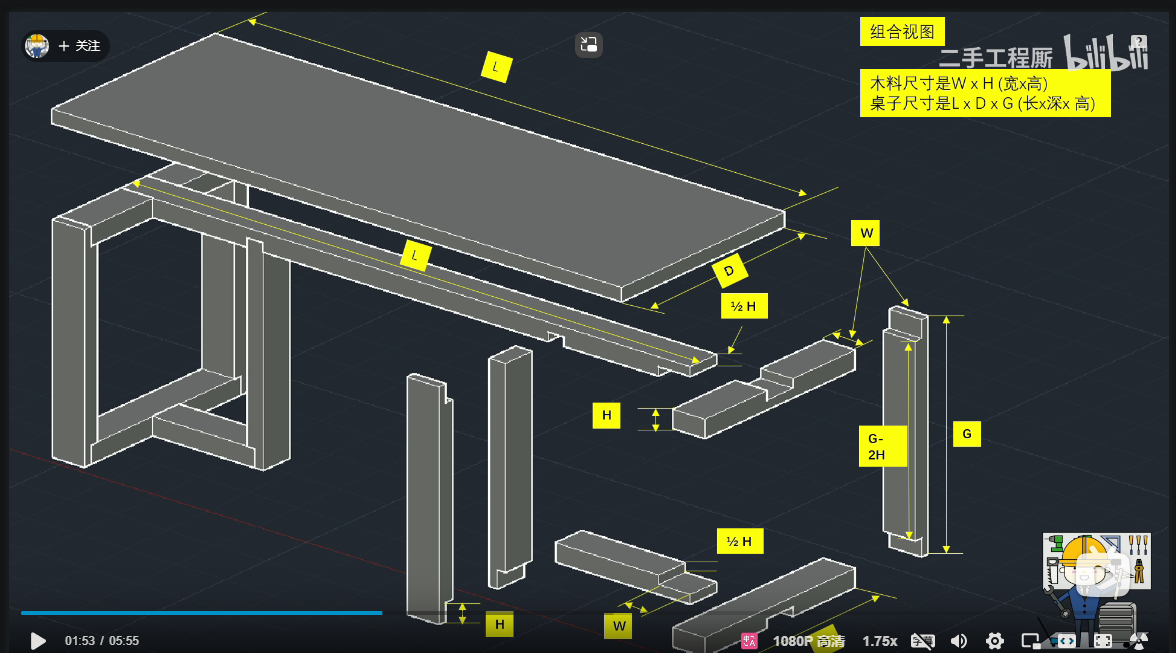 + 关注
组合视图
二手工程厮 bilibili
木料尺寸是W x H (宽x高)
桌子尺寸是L x D x G (长x深x 高)
L
W
L
D
½ H
H
G-
2H
G
½ H
H
W
01:53 / 05:55
1080P 高清
1.75x